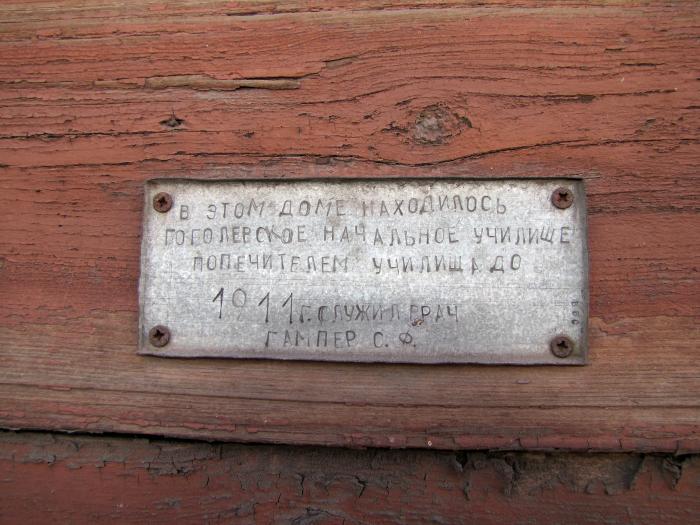 В ЭТОМ ДОМЕ НАХОДИЛОСЬ
ГОГОЛЕВСКОЕ НАЧАЛЬНОЕ УЧИЛИЩЕ
ПОПЕЧИТЕЛЕМ УЧИЛИЩА ДО
1911 Г. СЛУЖИЛ ВРАЧ
ГАМПЕР С. Ф.